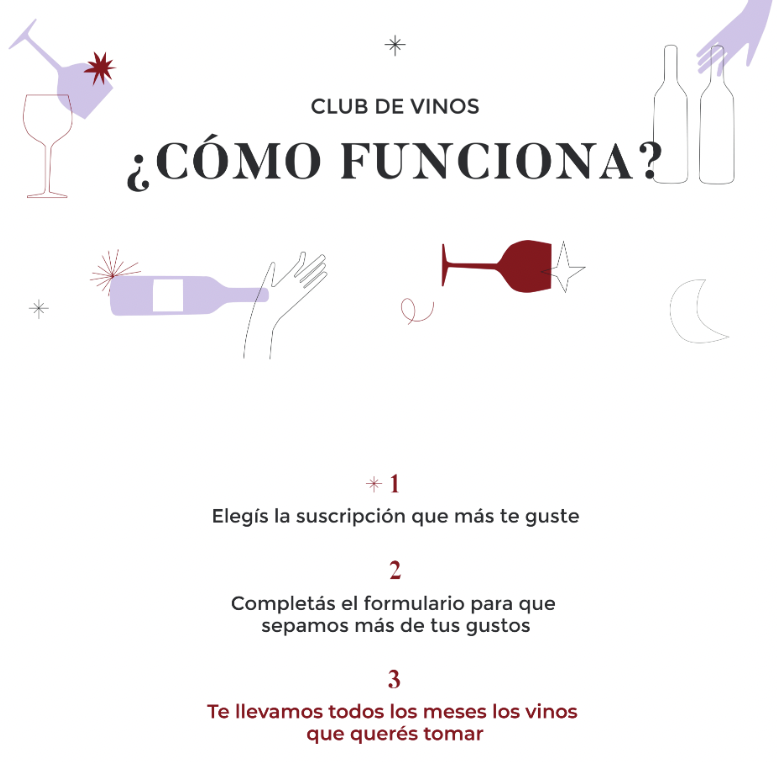 CLUB DE VINOS
¿CÓMO FUNCIONA?
1
Elegís la suscripción que más te guste
2
Completás el formulario para que
sepamos más de tus gustos
3
Te llevamos todos los meses los vinos
que querés tomar